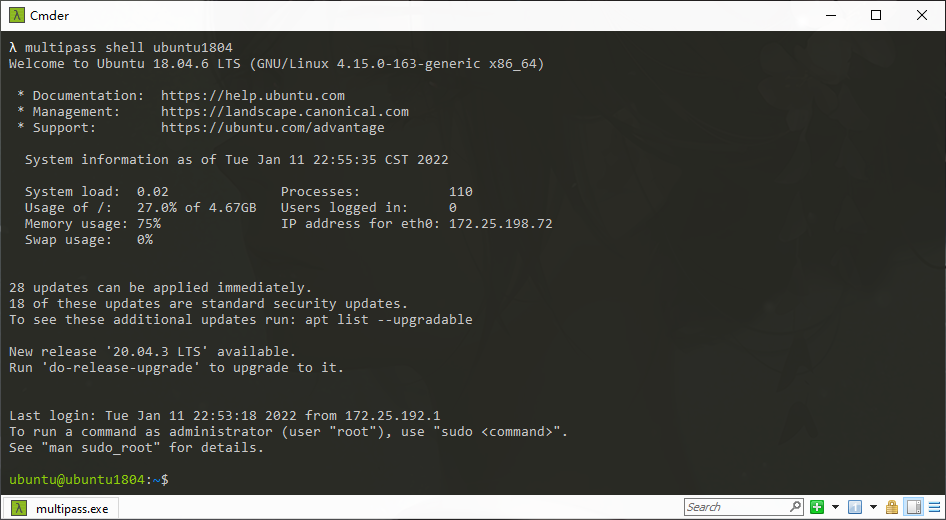 Cmder
λ multipass shell ubuntu1804
Welcome to Ubuntu 18.04.6 LTS (GNU/Linux 4.15.0-163-generic x86_64)
* Documentation:  https://help.ubuntu.com
* Management:     https://landscape.canonical.com
* Support:        https://ubuntu.com/advantage
System information as of Tue Jan 11 22:55:35 CST 2022
System load:  0.02              Processes:           110
Usage of /:   27.0% of 4.67GB   Users logged in:     0
Memory usage: 75%               IP address for eth0: 172.25.198.72
Swap usage:   0%
28 updates can be applied immediately.
18 of these updates are standard security updates.
To see these additional updates run: apt list --upgradable
New release '20.04.3 LTS' available.
Run 'do-release-upgrade' to upgrade to it.
Last login: Tue Jan 11 22:53:18 2022 from 172.25.192.1
To run a command as administrator (user "root"), use "sudo <command>".
See "man sudo_root" for details.
ubuntu@ubuntu1804:~$
λ multipass.exe Search